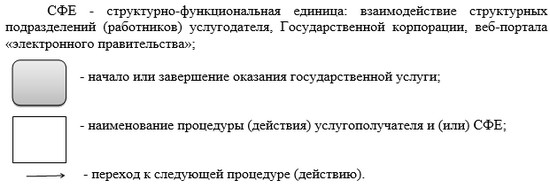 СФЕ - структурно-функциональная единица: взаимодействие структурных
подразделений (работников) услугодателя, Государственной корпорации, веб-портала
«электронного правительства»;
- начало или завершение оказания государственной услуги;
- наименование процедуры (действия) услугополучателя и (или) СФЕ;
- переход к следующей процедуре (действию).